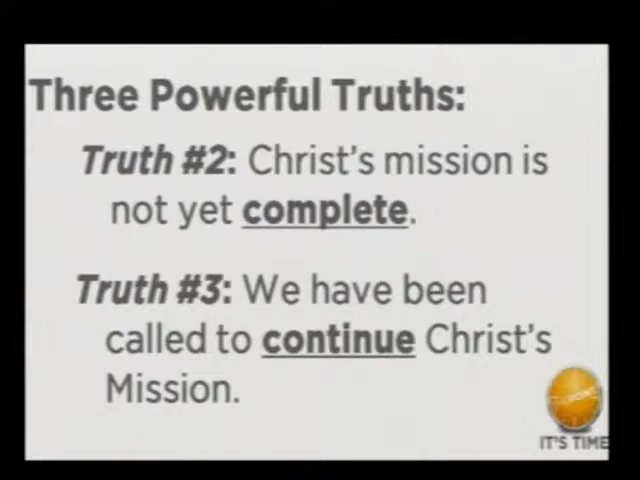 Three Powerful Truths:
Truth #2: Christ's mission is
not yet complete.
Truth #3: We have been
called to continue Christ's
Mission.
IT'S TIME